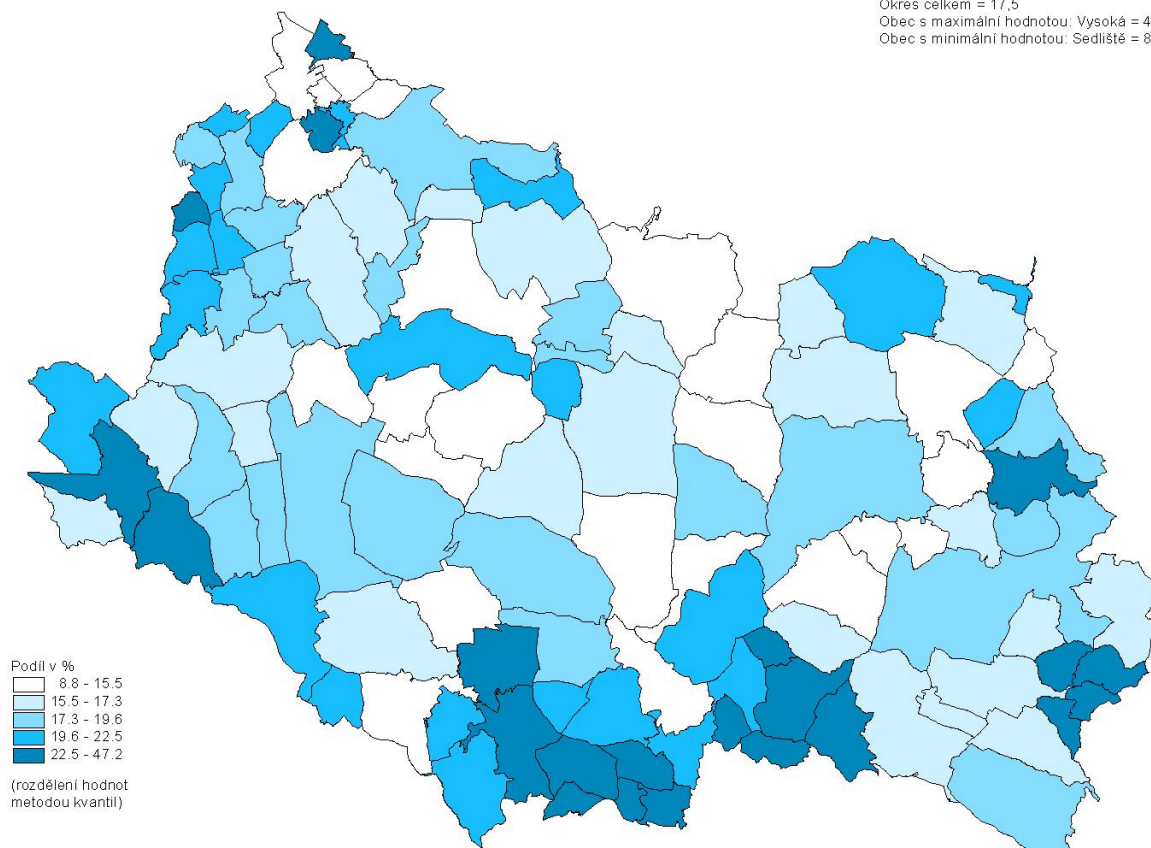 Okres celkem = 17,5
Obec s maximální hodnotou: Vysoká = 4
Obec s minimální hodnotou: Sedliště = 8
Podíl v %
8.8 - 15.5
15.5 - 17.3
17.3 - 19.6
19.6 - 22.5
22.5 - 47.2
(rozdělení hodnot
metodou kvantil)